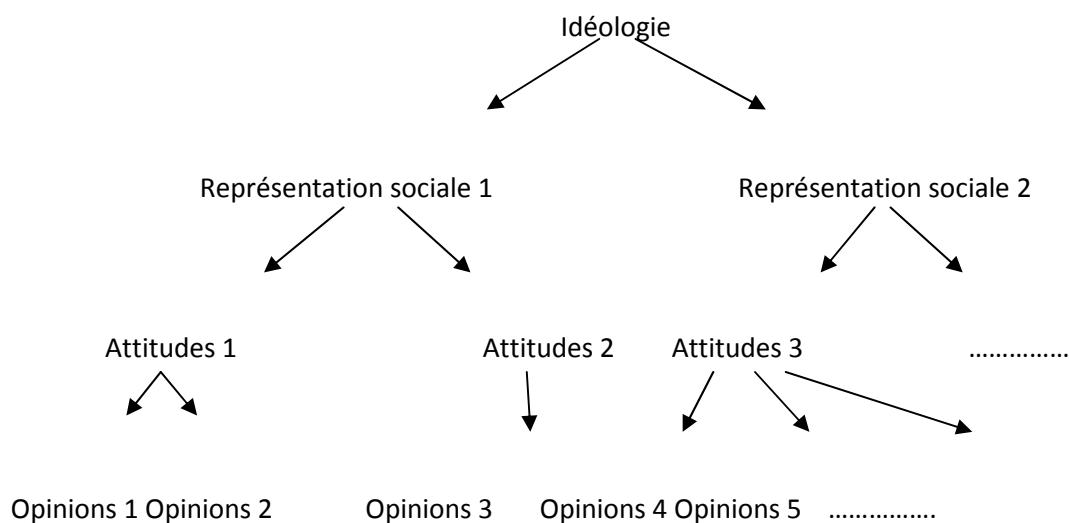 Idéologie
Représentation sociale 1 Représentation sociale 2
Attitudes 1 Attitudes 2 Attitudes 3 ……………
Opinions 1 Opinions 2 Opinions 3 Opinions 4 Opinions 5 …………….